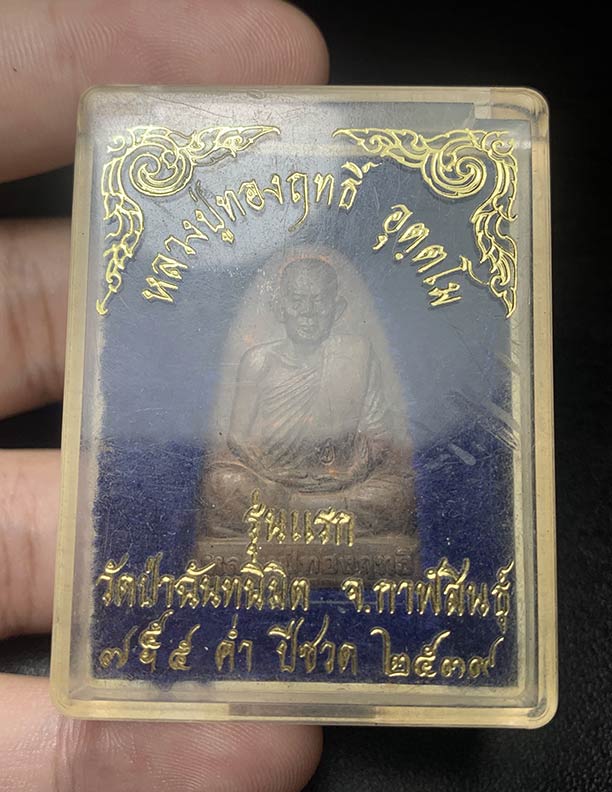 หลวงปู่ทองฤทธิ์ อุตฺตโม
รุ่นแรก
วัดป่าฉันทนิมิต จ.กาฬสินธุ์
๗ ๕ ค่ำ ปีชวด ๒๕๓๙